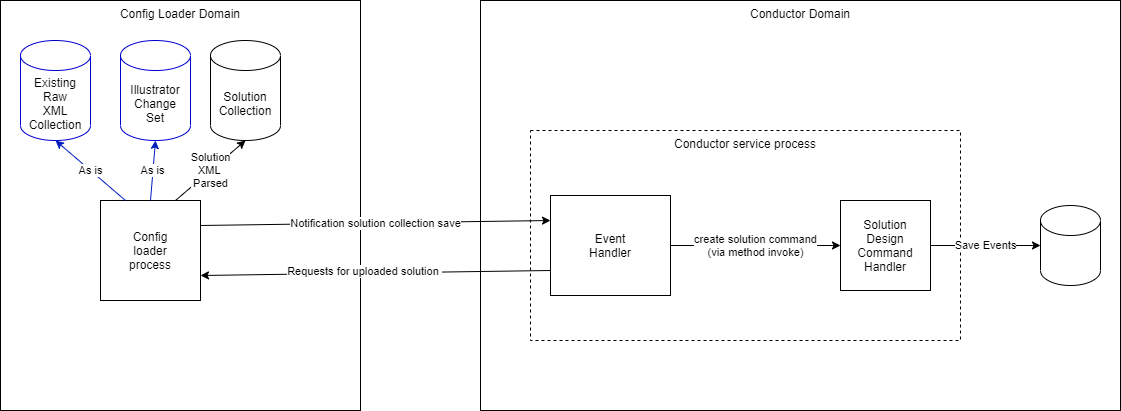 Config Loader Domain
Conductor Domain
Existing
Raw
XML
Collection
Illustrator
Change
Set
Solution
Collection
As is
As is
Solution
XML
Parsed
Config
loader
process
Notification solution collection save
Requests for uploaded solution
Conductor service process
Event
Handler
create solution command
(via method invoke)
Solution
Design
Command
Handler
Save Events